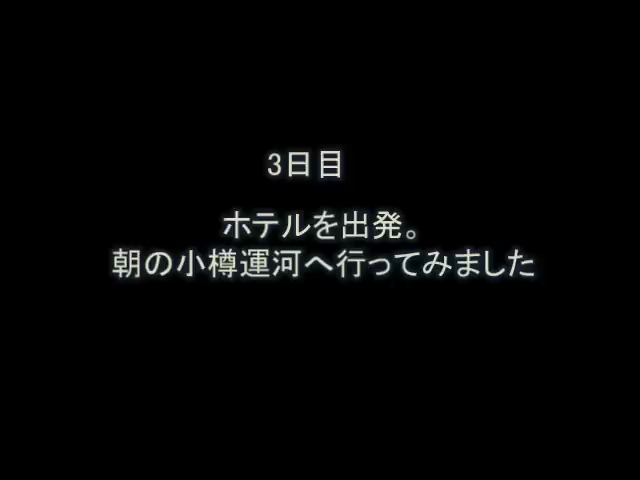 3日目
ホテルを出発。
朝の小樽運河へ行ってみました